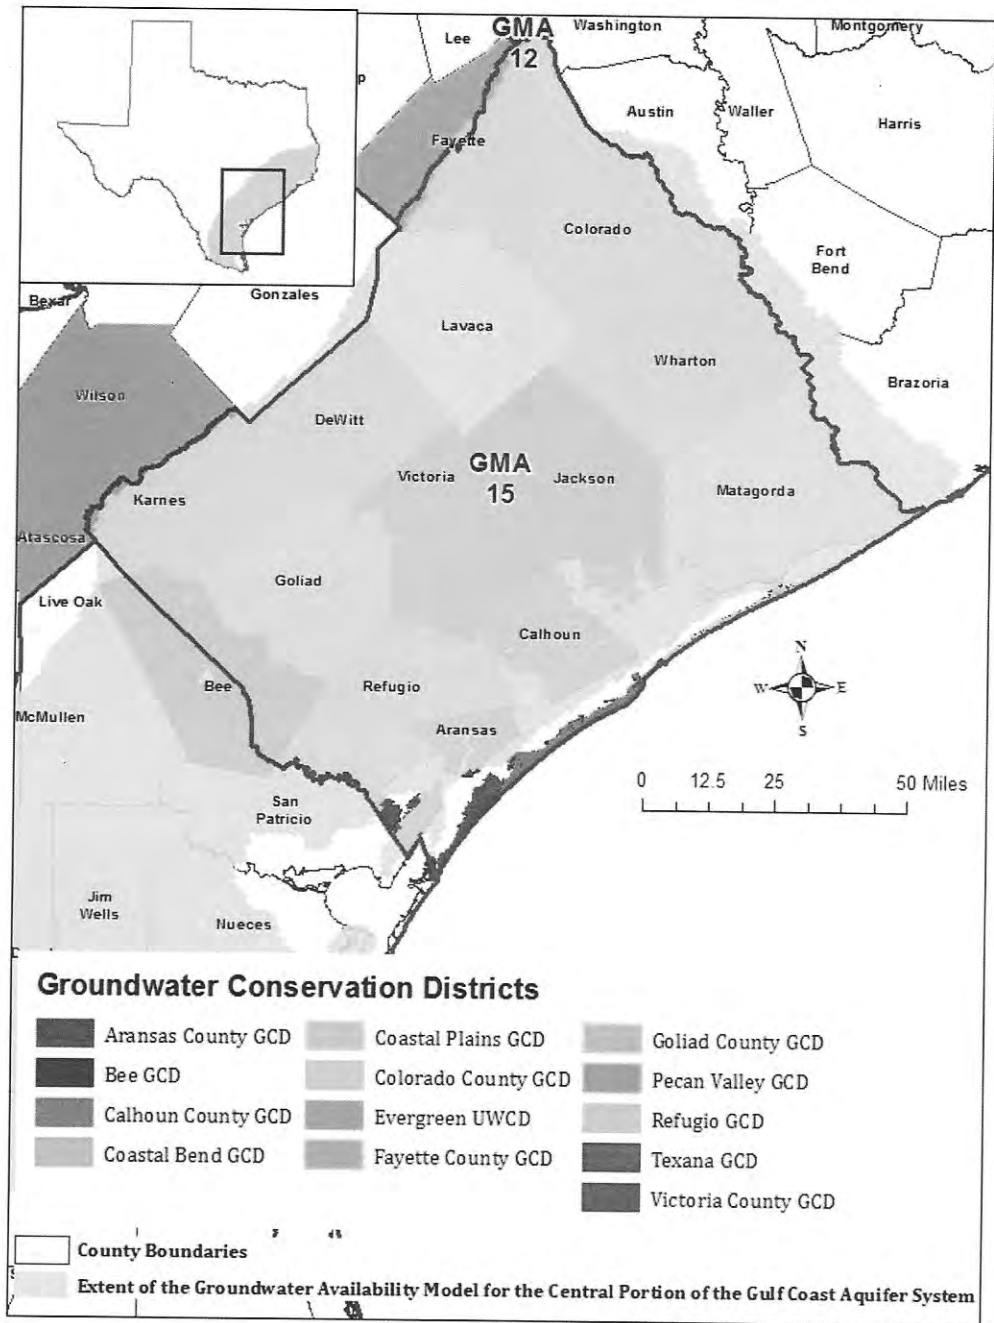 GMA
12
Lee
Washington
Montgomery
p
Fayette
Austin
Waller
Harris
Colorado
Fort
Bend
Bexar
Gonzales
Lavaca
Wharton
Brazoria
Wilson
DeWitt
GMA
15
Victoria
Jackson
Matagorda
Karnes
Atascosa
Goliad
Live Oak
Calhoun
Bee
Refugio
McMullen
Aransas
N
W
E
S
0 12.5 25 50 Miles
San
Patricio
Jim
Wells
Nueces
Groundwater Conservation Districts
Aransas County GCD
Bee GCD
Calhoun County GCD
Coastal Bend GCD
Coastal Plains GCD
Colorado County GCD
Evergreen UWCD
Fayette County GCD
Goliad County GCD
Pecan Valley GCD
Refugio GCD
Texana GCD
Victoria County GCD
County Boundaries
Extent of the Groundwater Availability Model for the Central Portion of the Gulf Coast Aquifer System